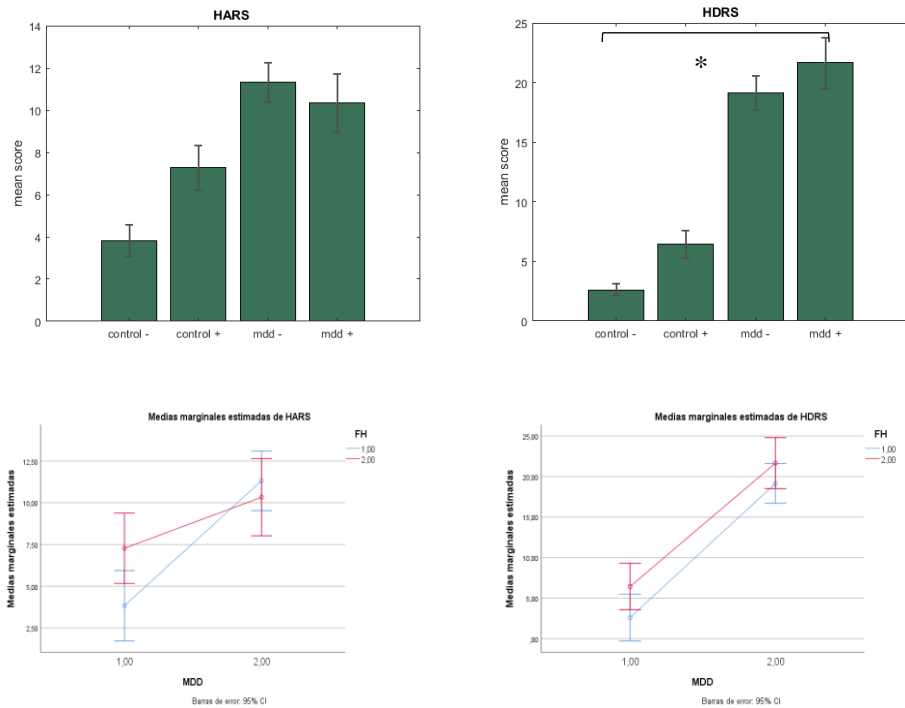 HARS
14
12
10
8
6
4
2
0
mean score
control -
control +
mdd -
mdd +
HDRS
25
20
15
10
5
0
mean score
*
control -
control +
mdd -
mdd +
Medias marginales estimadas de HARS
FH
1,00
2,00
12,50
10,00
7,50
5,00
2,50
Medias marginales estimadas
1,00
2,00
MDD
Barras de error: 95% CI
Medias marginales estimadas de HDRS
FH
1,00
2,00
25,00
20,00
15,00
10,00
5,00
,00
Medias marginales estimadas
1,00
2,00
MDD
Barras de error: 95% CI